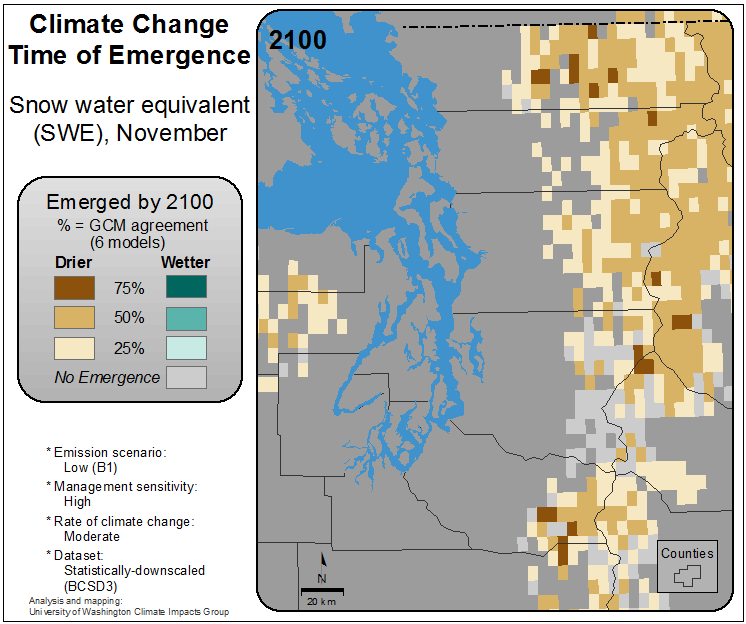 Climate Change
Time of Emergence
Snow water equivalent
(SWE), November
Emerged by 2100
% = GCM agreement
(6 models)
Drier Wetter
75%
50%
25%
No Emergence
* Emission scenario:
Low (B1)
* Management sensitivity:
High
* Rate of climate change:
Moderate
* Dataset:
Statistically-downscaled
(BCSD3)
Analysis and mapping:
University of Washington Climate Impacts Group
2100
N
20 km
Counties